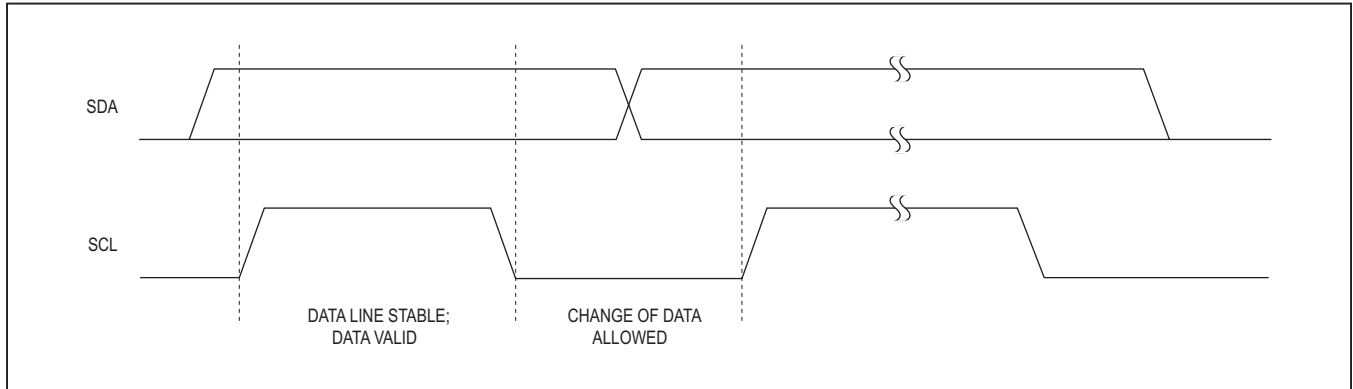 SDA
SCL
DATA LINE STABLE;
DATA VALID
CHANGE OF DATA
ALLOWED